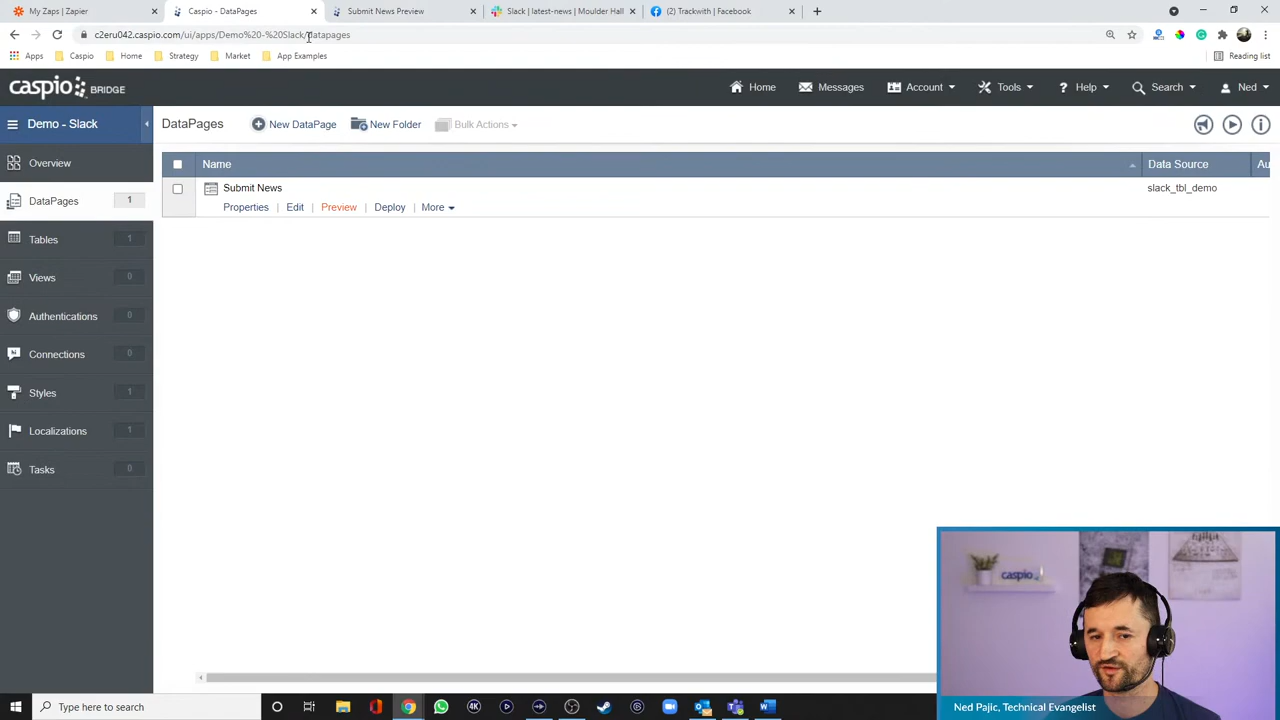 My Zaps | Zapier
Caspio - DataPages
Submit News Preview
Slack | latest-news | Moulder Hall
(2) Trackwith | Facebook
c2eru042.caspio.com/ui/apps/Demo%20-%20Slack/datapages
Apps
Caspio
Home
Strategy
Market
App Examples
Reading list
caspio BRIDGE
Home
Messages
Account
Tools
Help
Search
Ned
Demo - Slack
DataPages
New DataPage
New Folder
Bulk Actions
Overview
DataPages 1
Tables 1
Views 0
Authentications 0
Connections 0
Styles 1
Localizations 1
Tasks 0
Name
Data Source
Au
Submit News
slack_tbl_demo
Properties | Edit | Preview | Deploy | More
caspio
Ned Pajic, Technical Evangelist
Type here to search
4K